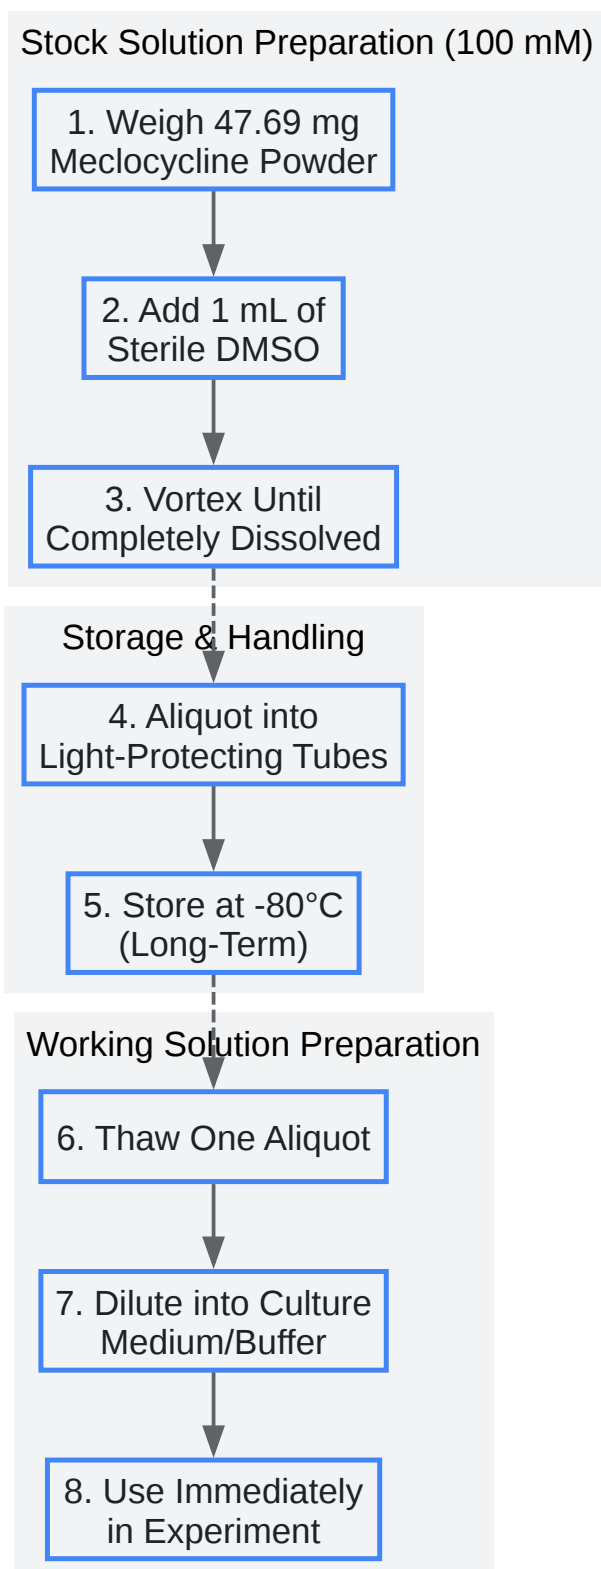 Stock Solution Preparation (100 mM)
1. Weigh 47.69 mg
Meclocycline Powder
2. Add 1 mL of
Sterile DMSO
3. Vortex Until
Completely Dissolved
Storage & Handling
4. Aliquot into
Light-Protecting Tubes
5. Store at -80°C
(Long-Term)
Working Solution Preparation
6. Thaw One Aliquot
7. Dilute into Culture
Medium/Buffer
8. Use Immediately
in Experiment